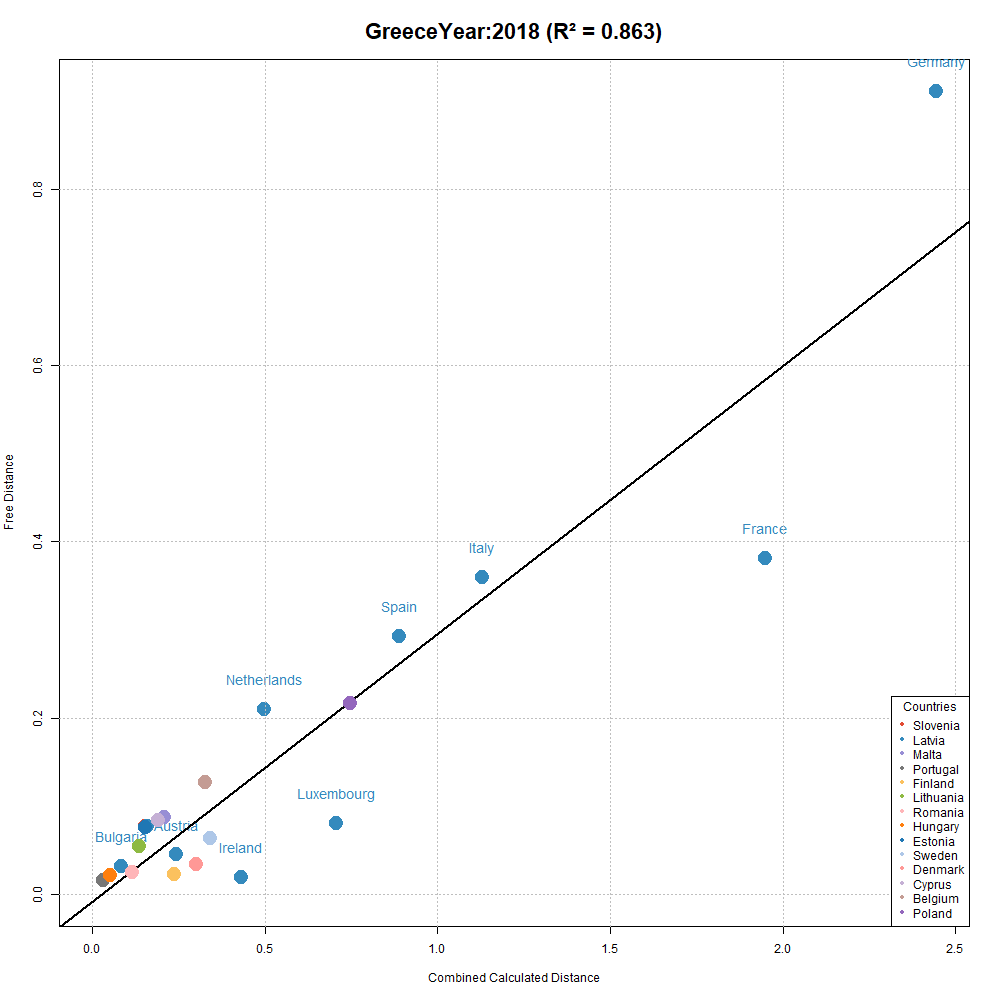 GreeceYear:2018 (R² = 0.863)
Germany
0.8
0.6
Free Distance
France
0.4
Italy
Spain
Netherlands
0.2
Luxembourg
Austria
Bulgaria
Ireland
0.0
Countries
Slovenia
Latvia
Malta
Portugal
Finland
Lithuania
Romania
Hungary
Estonia
Sweden
Denmark
Cyprus
Belgium
Poland
0.0 0.5 1.0 1.5 2.0 2.5
Combined Calculated Distance